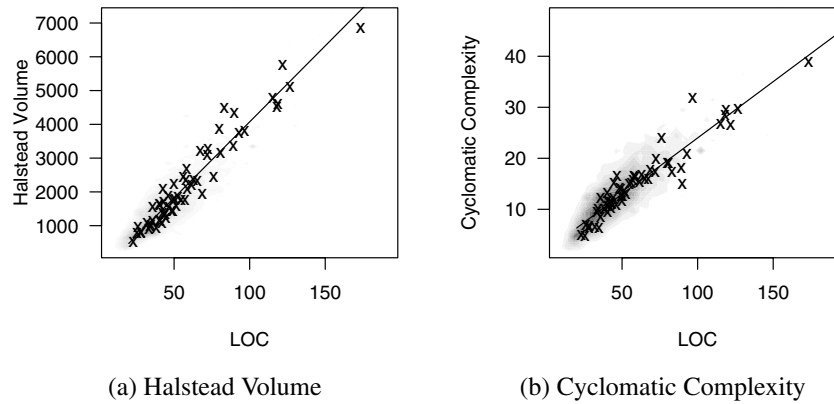 7000
6000
5000
4000
3000
2000
1000
Halstead Volume
50
100
150
LOC
(a) Halstead Volume
40
30
20
10
Cyclomatic Complexity
50
100
150
LOC
(b) Cyclomatic Complexity